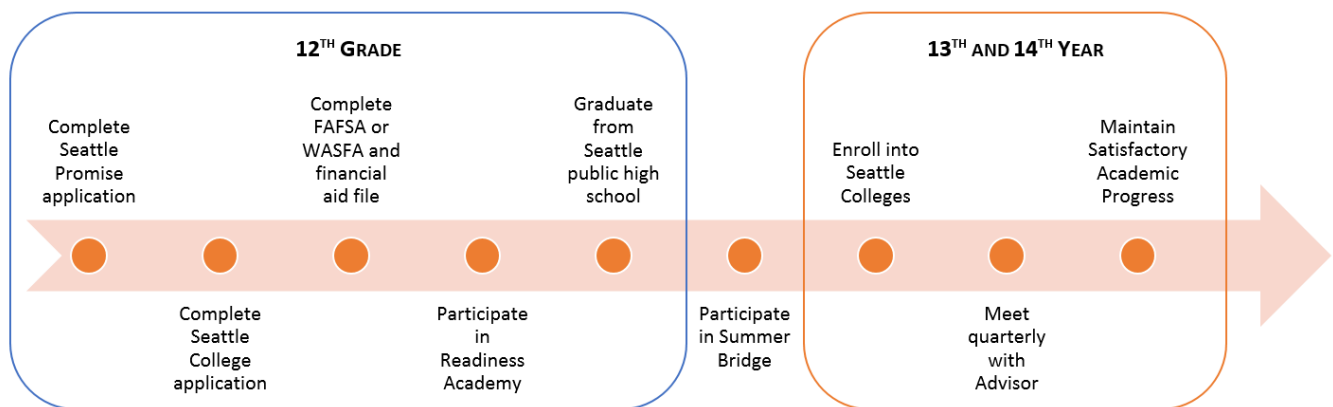 12TH GRADE
Complete
Seattle
Promise
application
Complete
Seattle
College
application
Complete
FAFSA or
WASFA and
financial
aid file
Participate
in
Readiness
Academy
Graduate
from
Seattle
public high
school
Participate
in Summer
Bridge
13TH AND 14TH YEAR
Enroll into
Seattle
Colleges
Meet
quarterly
with
Advisor
Maintain
Satisfactory
Academic
Progress